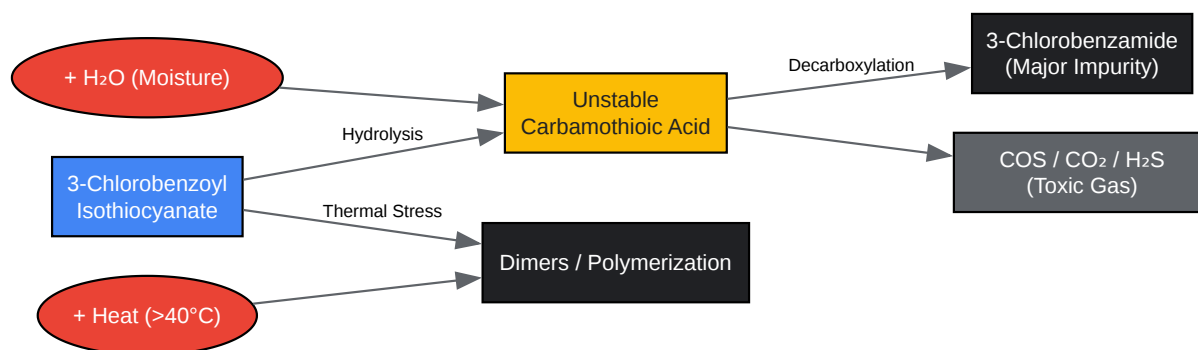 + H₂O (Moisture)
3-Chlorobenzoyl
Isothiocyanate
+ Heat (>40°C)
Hydrolysis
Thermal Stress
Unstable
Carbamothioic Acid
Dimers / Polymerization
Decarboxylation
3-Chlorobenzamide
(Major Impurity)
COS / CO₂ / H₂S
(Toxic Gas)